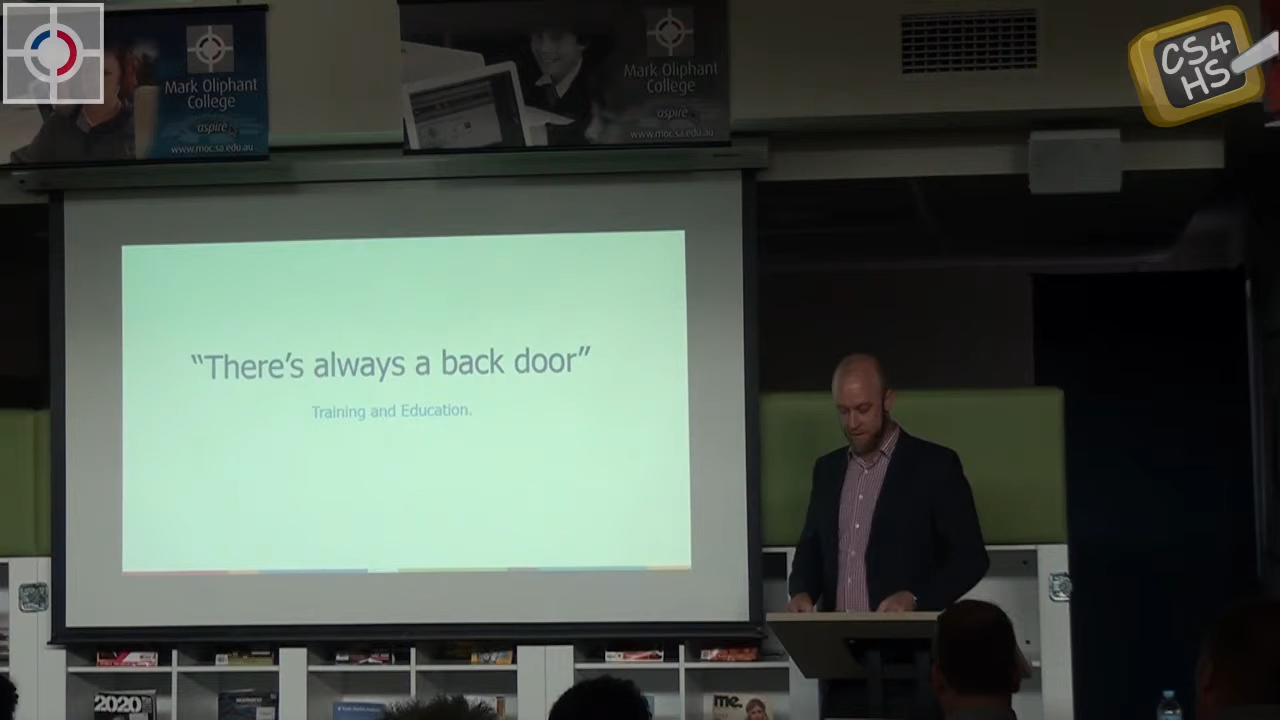 Mark Oliphant
College
aspire
www.moc.sa.edu.au
Mark Oliphant
College
aspire
www.moc.sa.edu.au
CS4
HS
“There’s always a back door”
Training and Education.
2020
me.